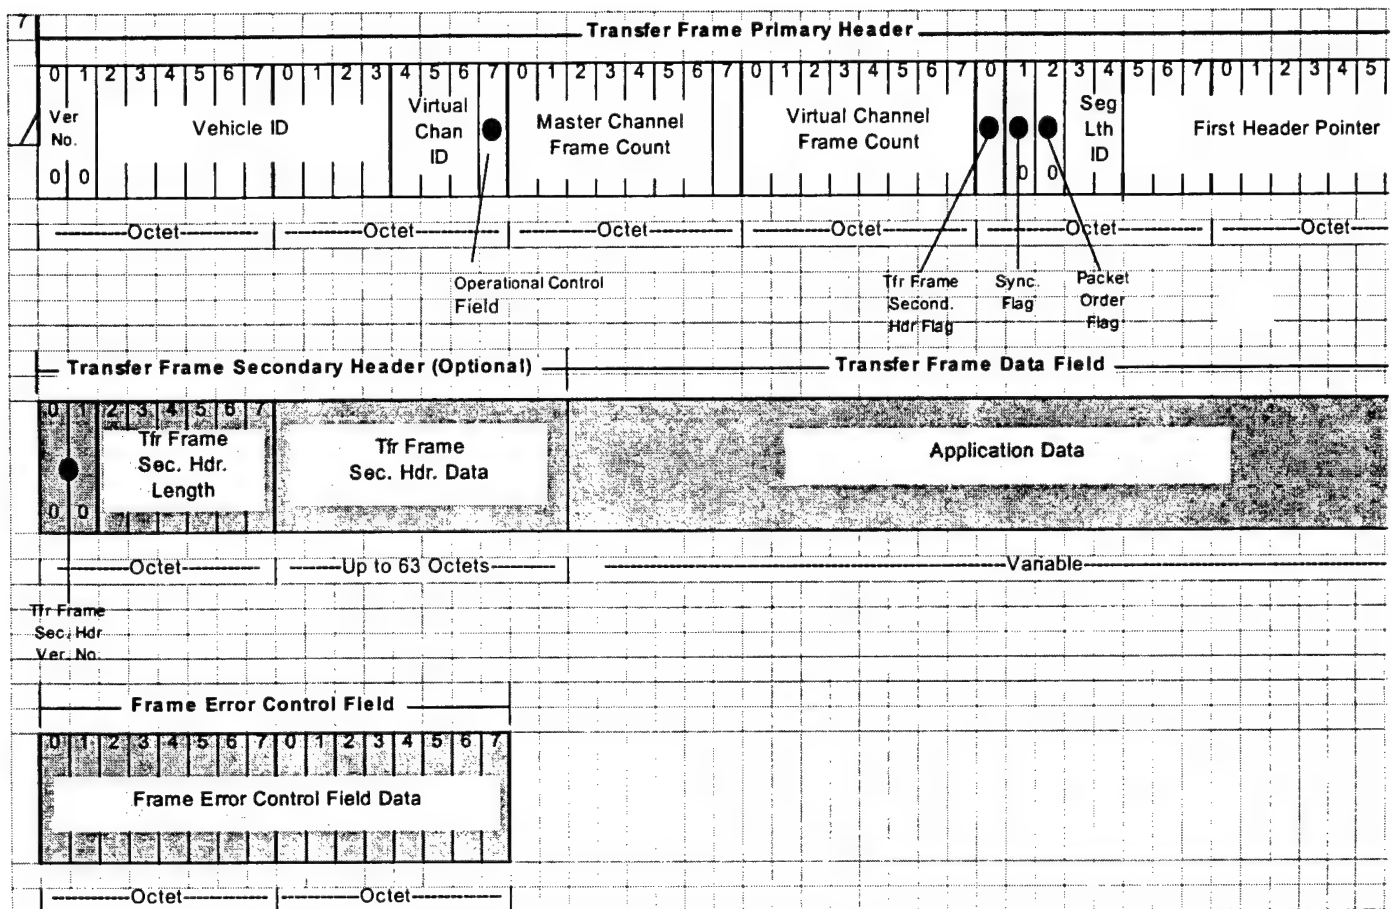 7
Transfer Frame Primary Header
0 1 2 3 4 5 6 7 0 1 2 3 4 5 6 7 0 1 2 3 4 5 6 7 0 1 2 3 4 5 6 7 0 1 2 3 4 5 6 7 0 1 2 3 4 5
Ver
No.
0 0
Vehicle ID
Virtual
Chan
ID
Master Channel
Frame Count
Virtual Channel
Frame Count
0 0
Seg
Lth
ID
First Header Pointer
Octet Octet Octet Octet Octet Octet
Operational Control
Field
Tfr Frame
Second.
Hdr Flag
Sync.
Flag
Packet
Order
Flag
Transfer Frame Secondary Header (Optional) Transfer Frame Data Field
0 1 2 3 4 5 6 7
Tfr Frame
Sec. Hdr.
Length
0 0
Tfr Frame
Sec. Hdr. Data
Application Data
Octet Up to 63 Octets Variable
Tfr Frame
Sec. Hdr
Ver. No.
Frame Error Control Field
0 1 2 3 4 5 6 7 0 1 2 3 4 5 6 7
Frame Error Control Field Data
Octet Octet